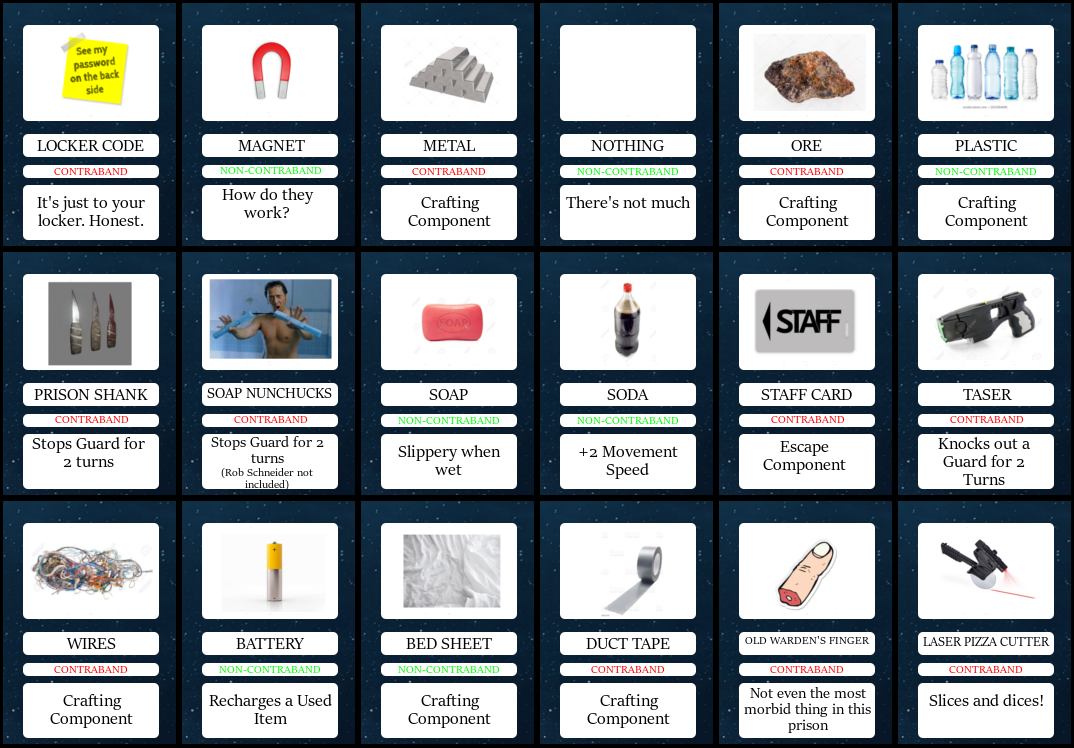 See my
password
on the back
side
LOCKER CODE
CONTRABAND
It's just to your
locker. Honest.
MAGNET
NON-CONTRABAND
How do they
work?
METAL
CONTRABAND
Crafting
Component
NOTHING
NON-CONTRABAND
There's not much
ORE
CONTRABAND
Crafting
Component
PLASTIC
NON-CONTRABAND
Crafting
Component
PRISON SHANK
CONTRABAND
Stops Guard for
2 turns
SOAP NUNCHUCKS
CONTRABAND
Stops Guard for 2
turns
(Rob Schneider not
included)
SOAP
SOAP
NON-CONTRABAND
Slippery when
wet
SODA
NON-CONTRABAND
+2 Movement
Speed
STAFF
STAFF CARD
CONTRABAND
Escape
Component
TASER
CONTRABAND
Knocks out a
Guard for 2
Turns
WIRES
CONTRABAND
Crafting
Component
BATTERY
NON-CONTRABAND
Recharges a Used
Item
BED SHEET
NON-CONTRABAND
Crafting
Component
DUCT TAPE
CONTRABAND
Crafting
Component
OLD WARDEN'S FINGER
CONTRABAND
Not even the most
morbid thing in this
prison
LASER PIZZA CUTTER
CONTRABAND
Slices and dices!